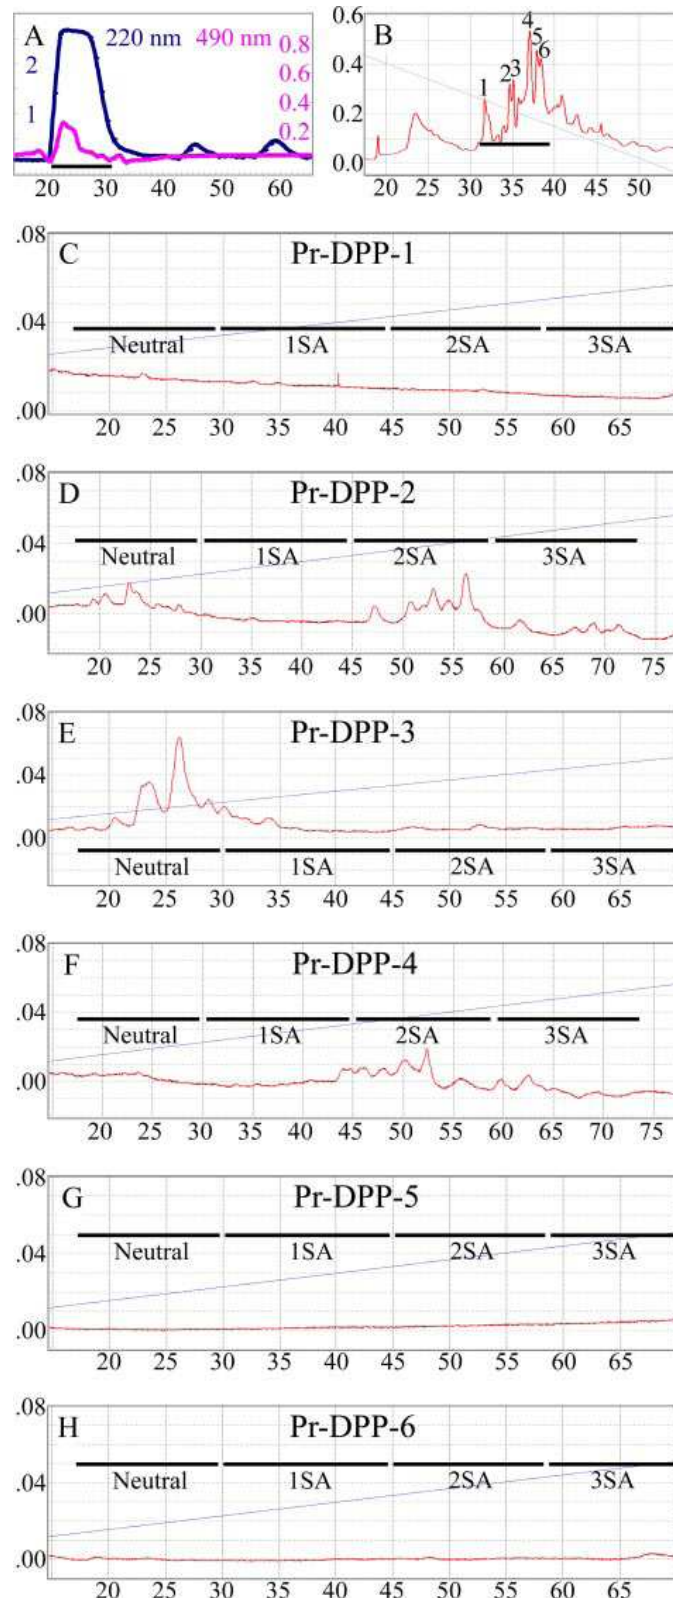 A 220 nm 490 nm
2
1
0.8
0.6
0.4
0.2
10 20 30 40 50 60
B
0.6
0.4
0.2
0.0
1 2 3 4 5 6
20 25 30 35 40 45 50
C Pr-DPP-1
.08
.04
.00
Neutral 1SA 2SA 3SA
20 25 30 35 40 45 50 55 60 65
D Pr-DPP-2
.08
.04
.00
Neutral 1SA 2SA 3SA
20 25 30 35 40 45 50 55 60 65 70 75
E Pr-DPP-3
.08
.04
.00
Neutral 1SA 2SA 3SA
20 25 30 35 40 45 50 55 60 65
F Pr-DPP-4
.08
.04
.00
Neutral 1SA 2SA 3SA
20 25 30 35 40 45 50 55 60 65 70 75
G Pr-DPP-5
.08
.04
.00
Neutral 1SA 2SA 3SA
20 25 30 35 40 45 50 55 60 65
H Pr-DPP-6
.08
.04
.00
Neutral 1SA 2SA 3SA
20 25 30 35 40 45 50 55 60 65